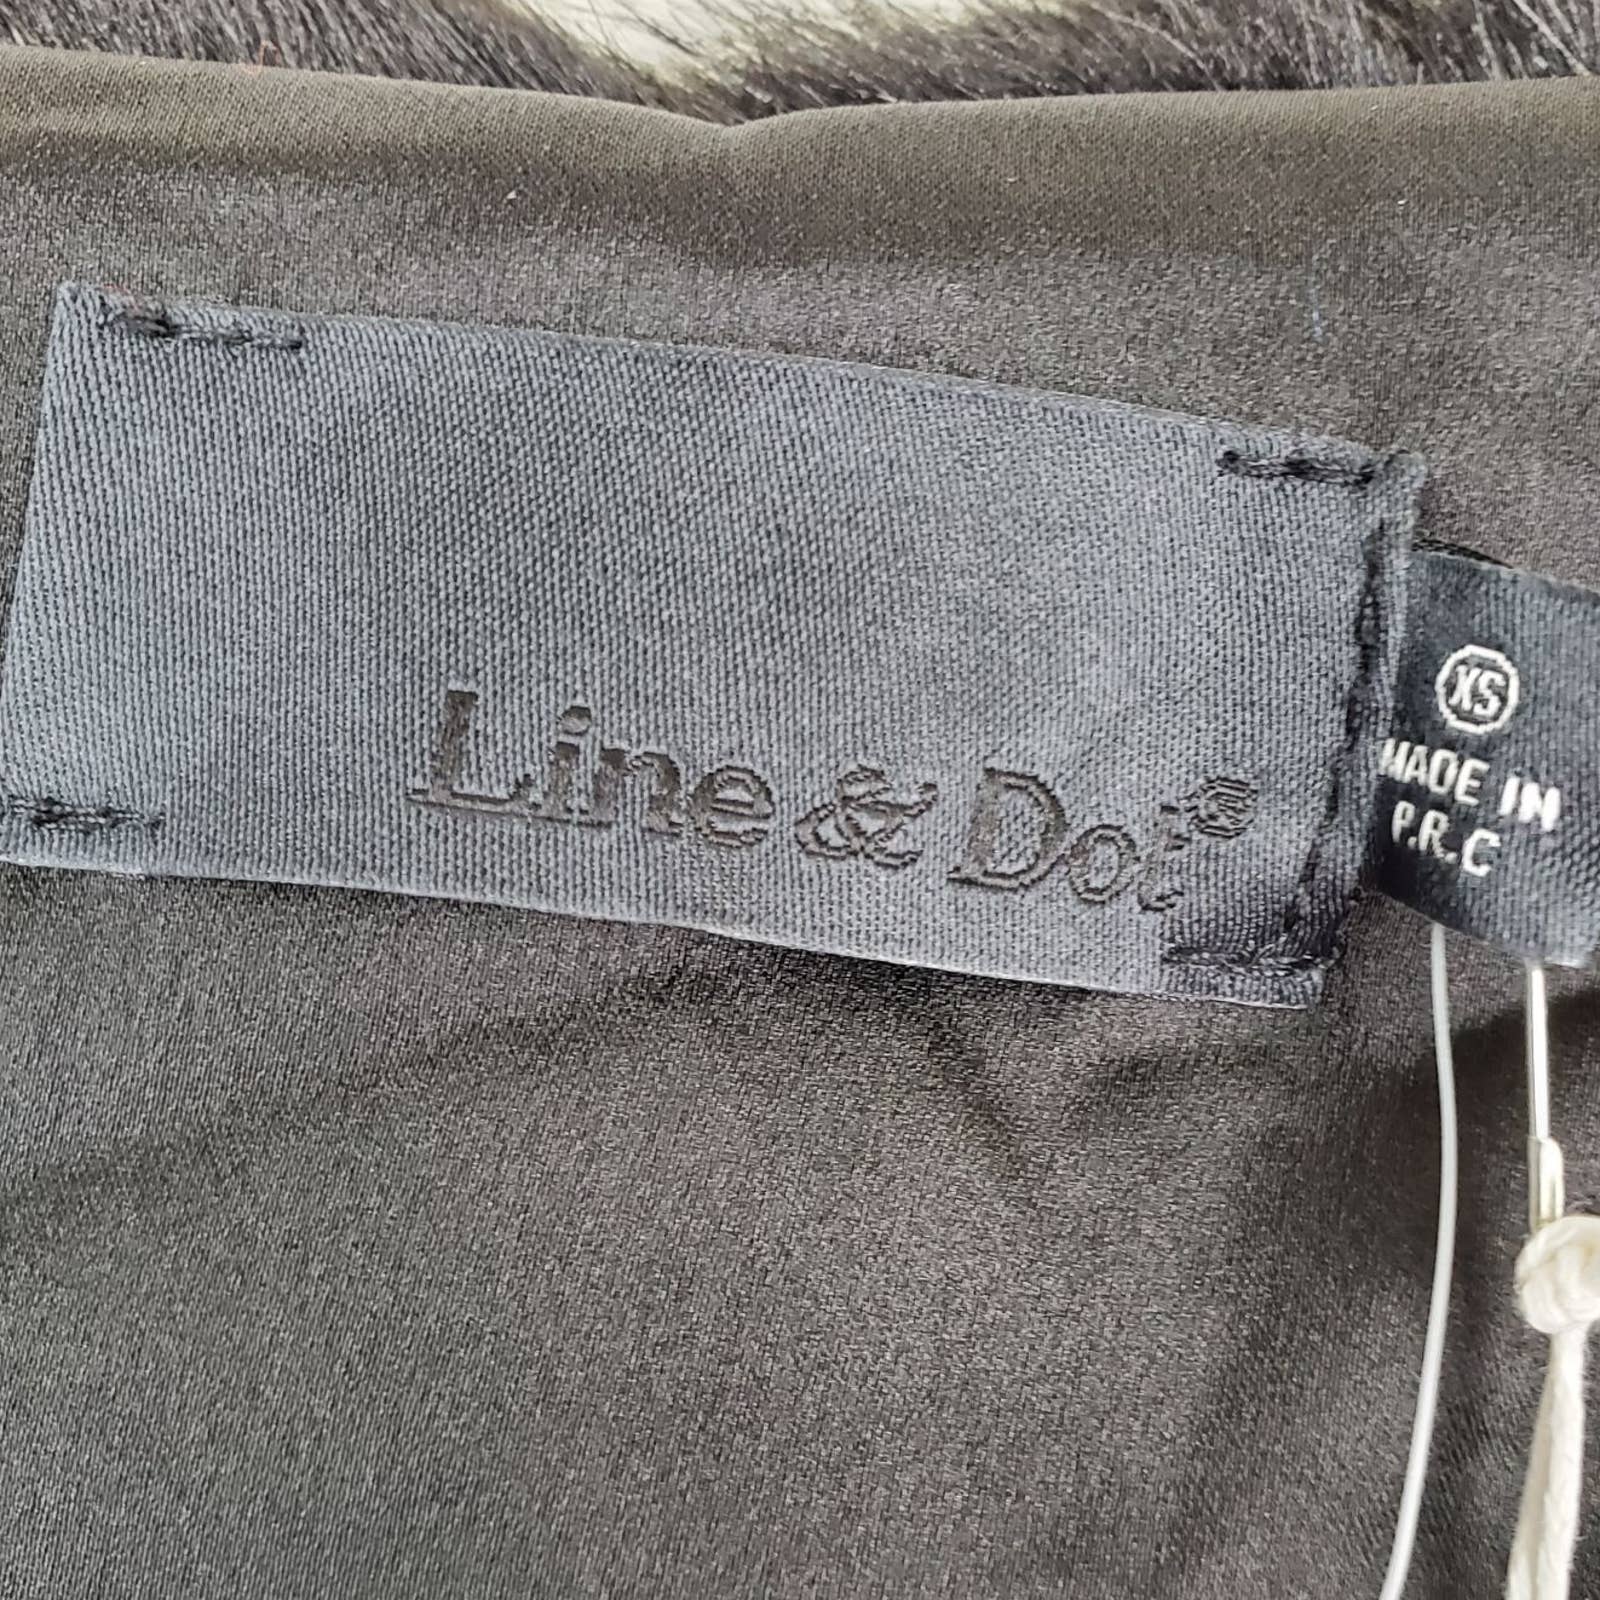 Line & Dot®
XS
MADE IN
P.R.C